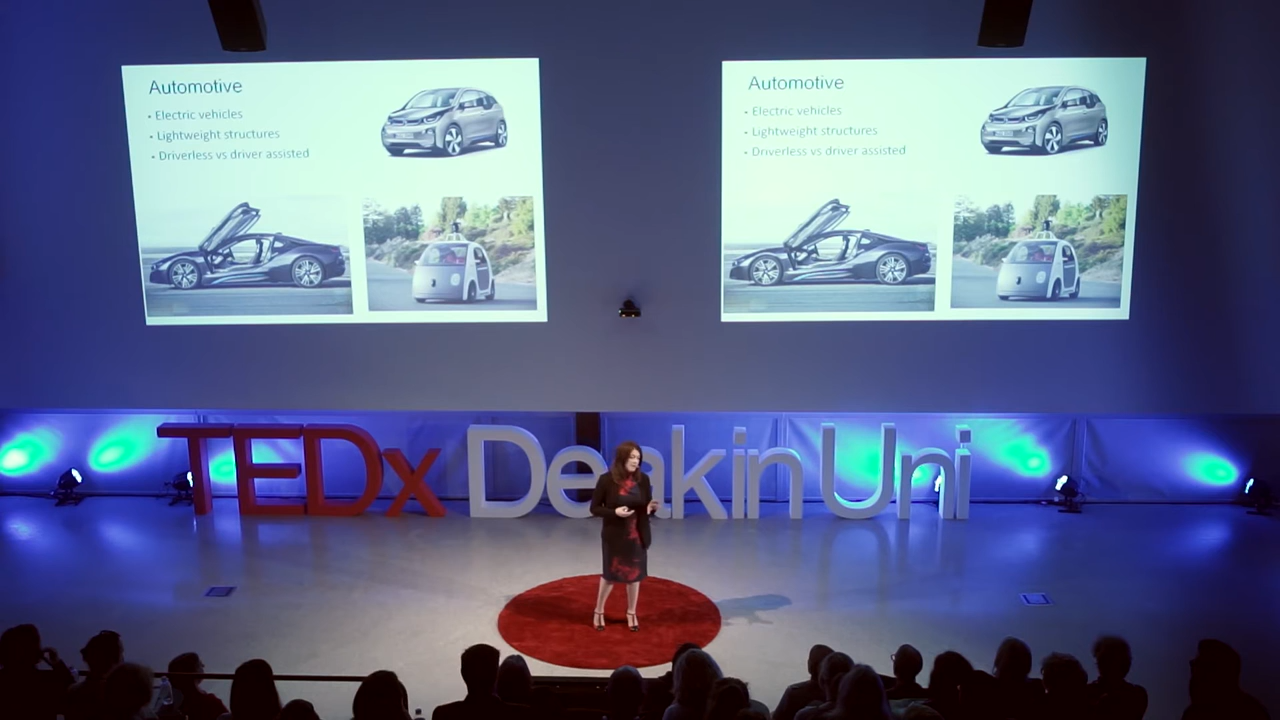 Automotive
• Electric vehicles
• Lightweight structures
• Driverless vs driver assisted
Automotive
• Electric vehicles
• Lightweight structures
• Driverless vs driver assisted
TEDx Deakin Uni